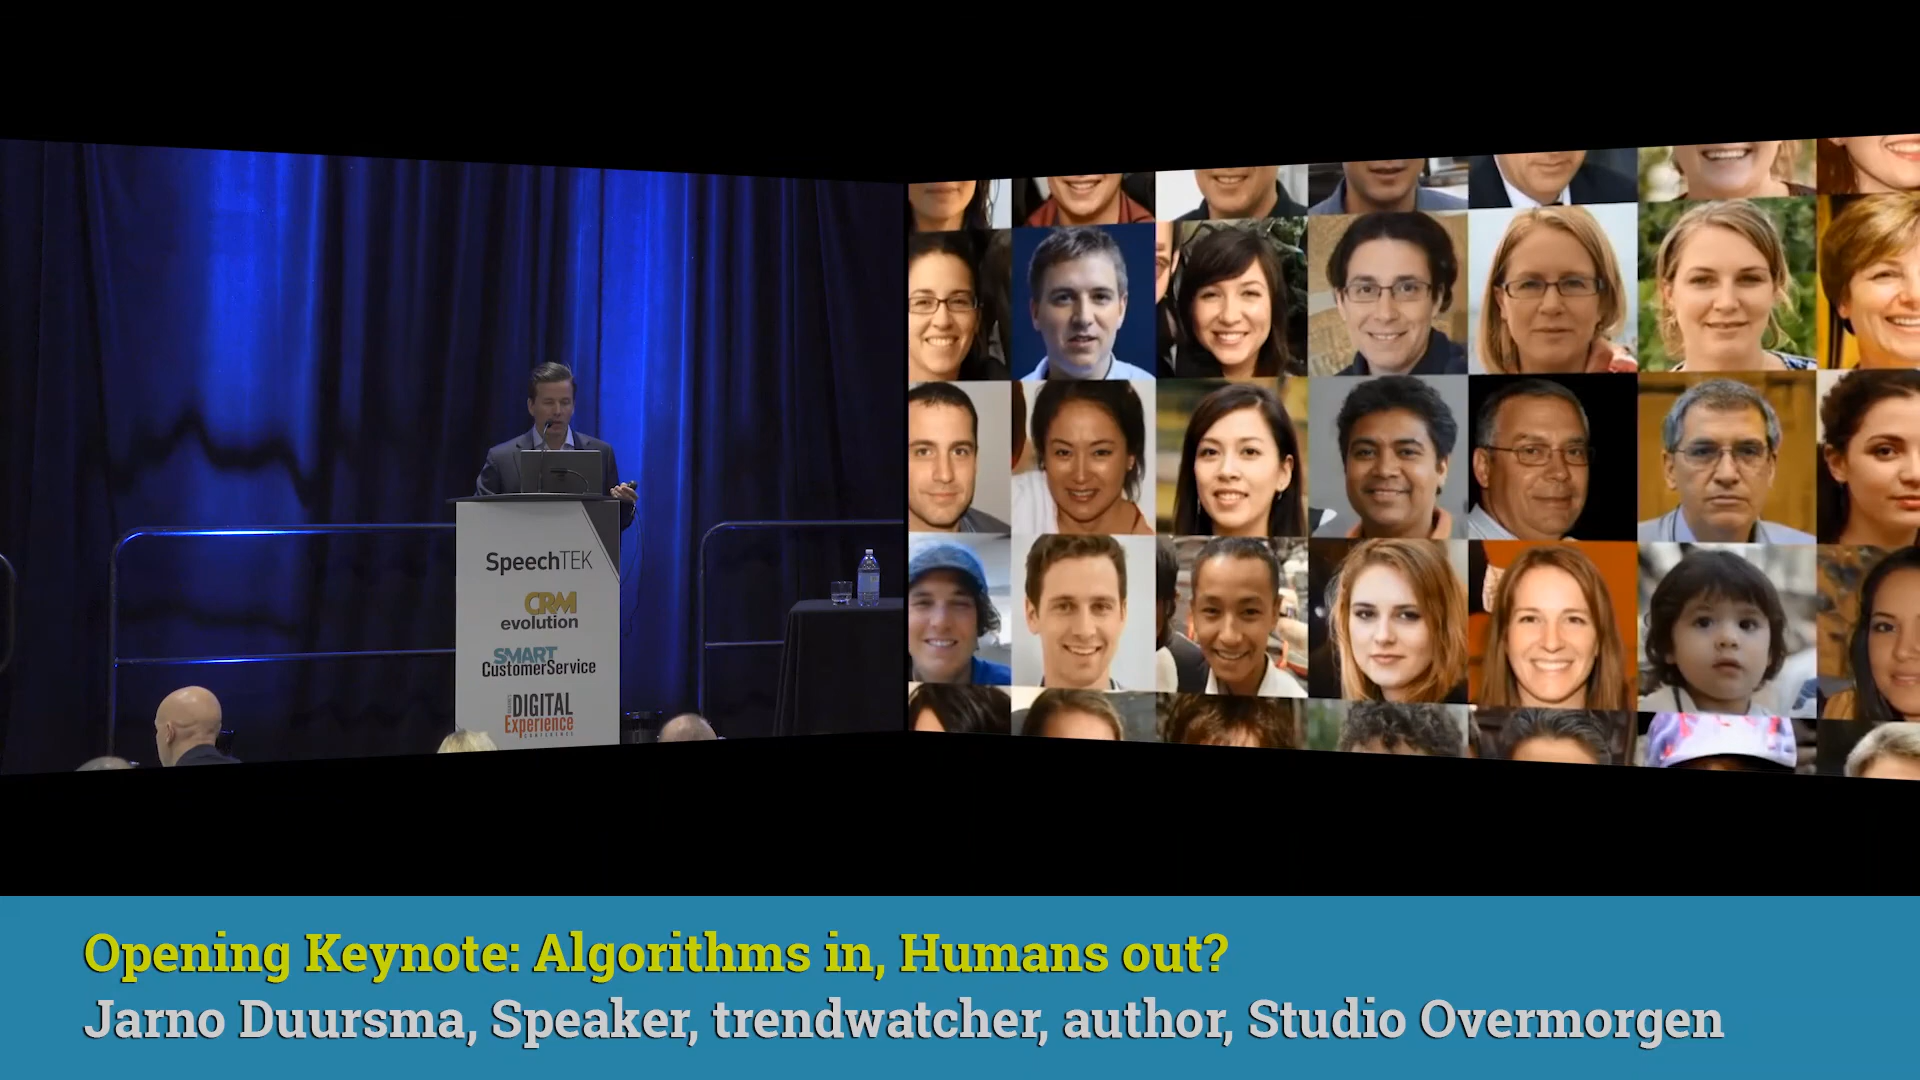 SpeechTEK
CRM
evolution
SMART
CustomerService
DIGITAL
Experience
CONFERENCE
Opening Keynote: Algorithms in, Humans out?
Jarno Duursma, Speaker, trendwatcher, author, Studio Overmorgen